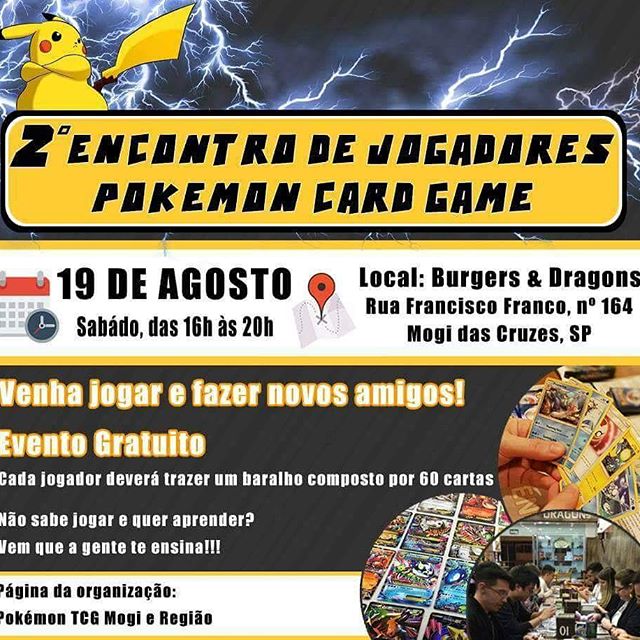 2º ENCONTRO DE JOGADORES
POKEMON CARD GAME
19 DE AGOSTO
Sabádo, das 16h às 20h
Local: Burgers & Dragons
Rua Francisco Franco, nº 164
Mogi das Cruzes, SP
Venha jogar e fazer novos amigos!
Evento Gratuito
Cada jogador deverá trazer um baralho composto por 60 cartas
Não sabe jogar e quer aprender?
Vem que a gente te ensina!!!
DRAGONS
Página da organização:
Pokémon TCG Mogi e Região